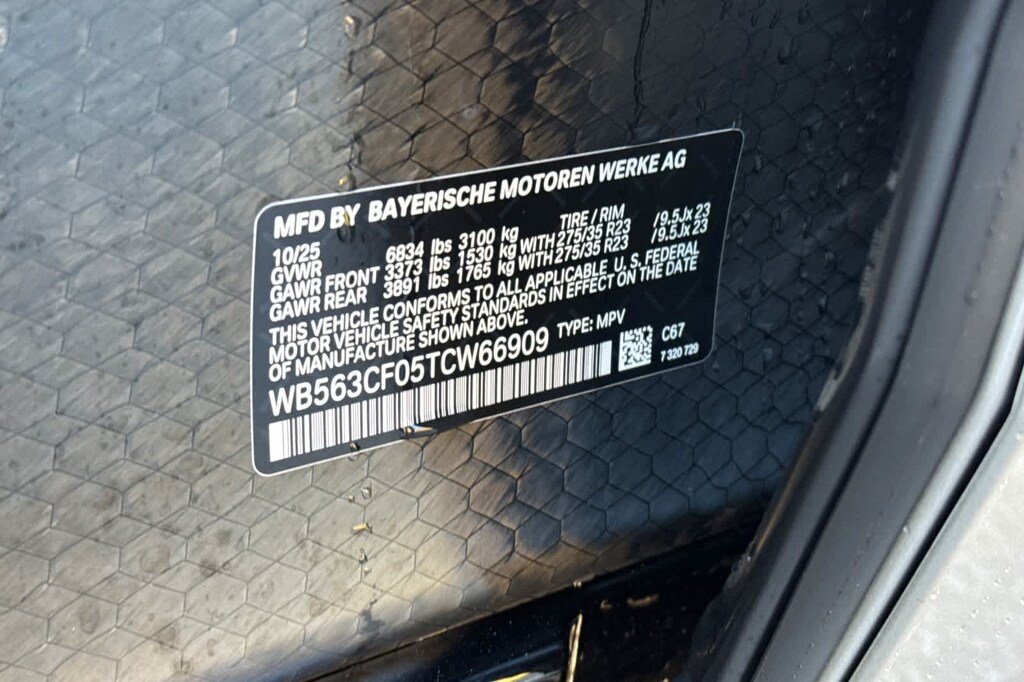 MFD BY BAYERISCHE MOTOREN WERKE AG
10/25 TIRE / RIM
GVWR 6834 lbs 3100 kg
GAWR FRONT 3373 lbs 1530 kg WITH 275/35 R23 /9.5Jx 23
GAWR REAR 3891 lbs 1765 kg WITH 275/35 R23 /9.5Jx 23
THIS VEHICLE CONFORMS TO ALL APPLICABLE U.S. FEDERAL
MOTOR VEHICLE SAFETY STANDARDS IN EFFECT ON THE DATE
OF MANUFACTURE SHOWN ABOVE.
WB563CF05TCW66909 TYPE: MPV
C67
7 320 729